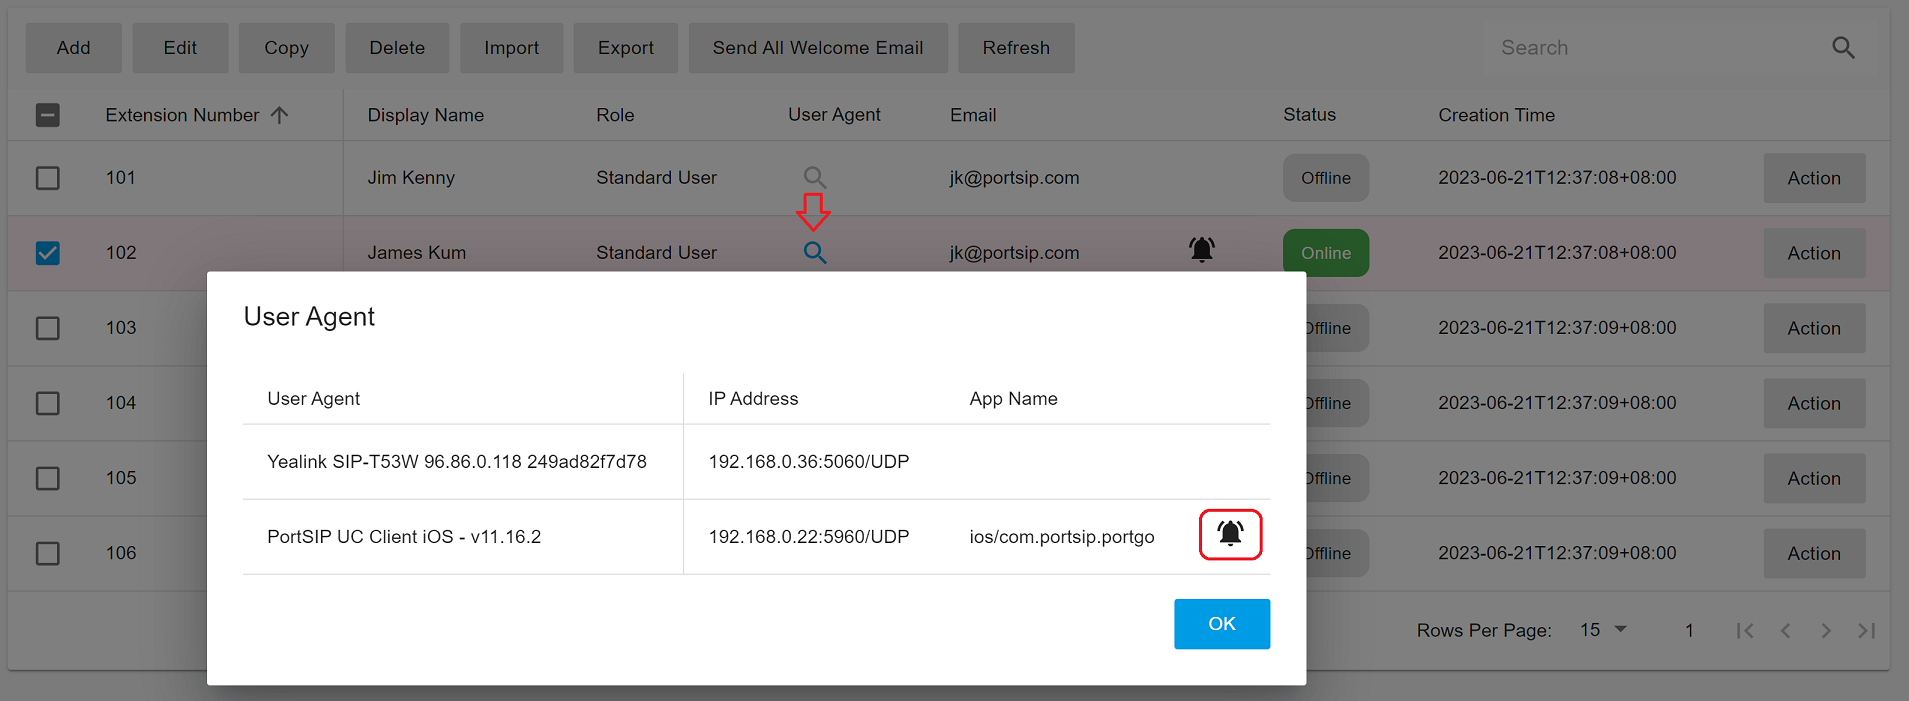 Add Edit Copy Delete Import Export Send All Welcome Email Refresh Search
Extension Number Display Name Role User Agent Email Status Creation Time
101 Jim Kenny Standard User jk@portsip.com Offline 2023-06-21T12:37:08+08:00 Action
102 James Kum Standard User jk@portsip.com Online 2023-06-21T12:37:08+08:00 Action
User Agent
103 Offline 2023-06-21T12:37:09+08:00 Action
User Agent IP Address App Name
104 Offline 2023-06-21T12:37:09+08:00 Action
Yealink SIP-T53W 96.86.0.118 249ad82f7d78 192.168.0.36:5060/UDP
105 Offline 2023-06-21T12:37:09+08:00 Action
PortSIP UC Client iOS - v11.16.2 192.168.0.22:5960/UDP ios/com.portsip.portgo
106 Offline 2023-06-21T12:37:09+08:00 Action
OK
Rows Per Page: 15 1